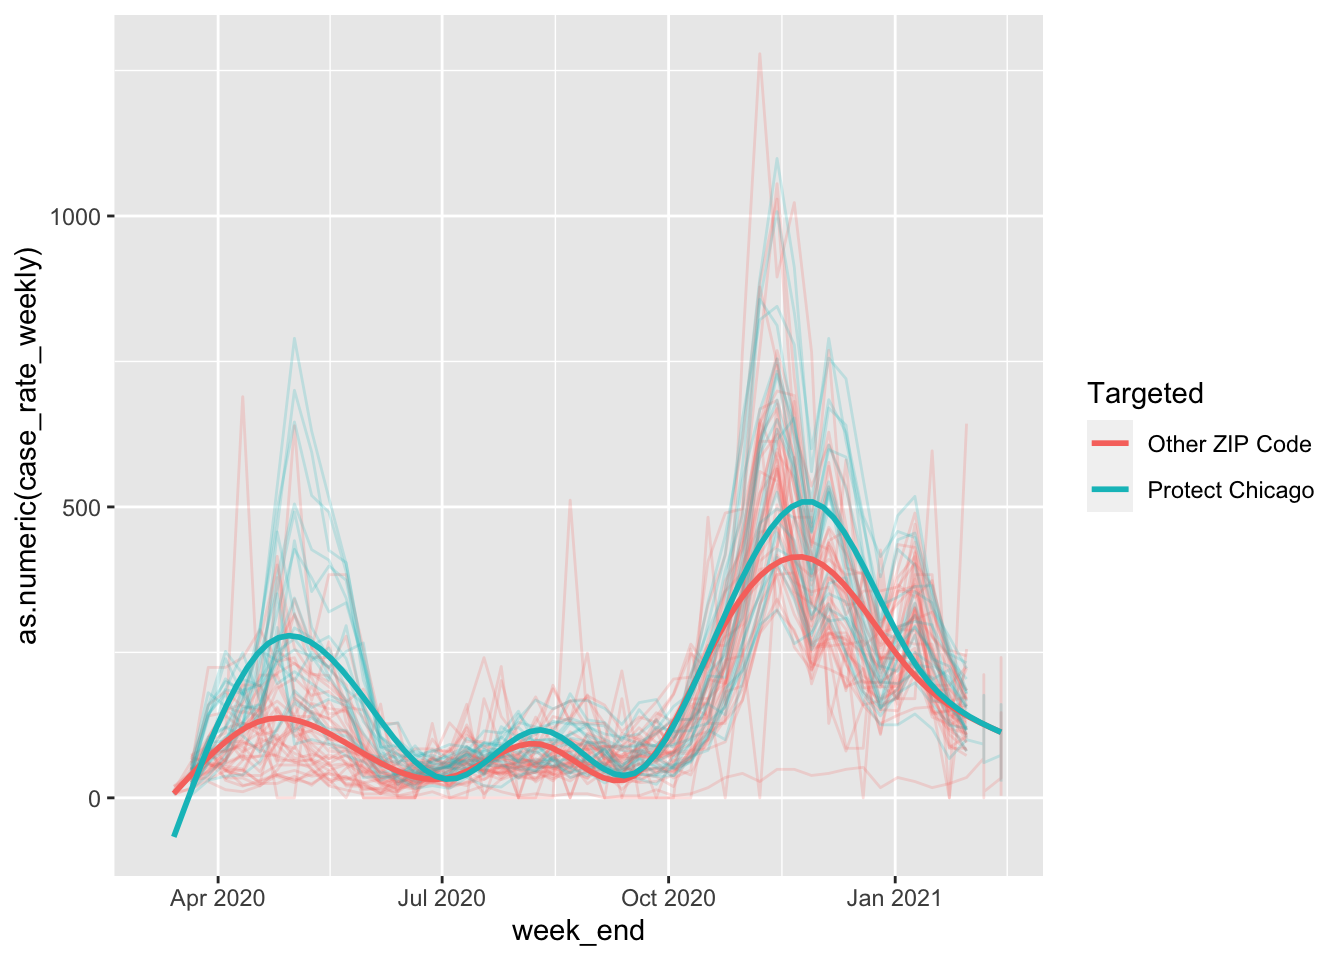 1000
500
0
as.numeric(case_rate_weekly)
Apr 2020
Jul 2020
Oct 2020
Jan 2021
week_end
Targeted
Other ZIP Code
Protect Chicago